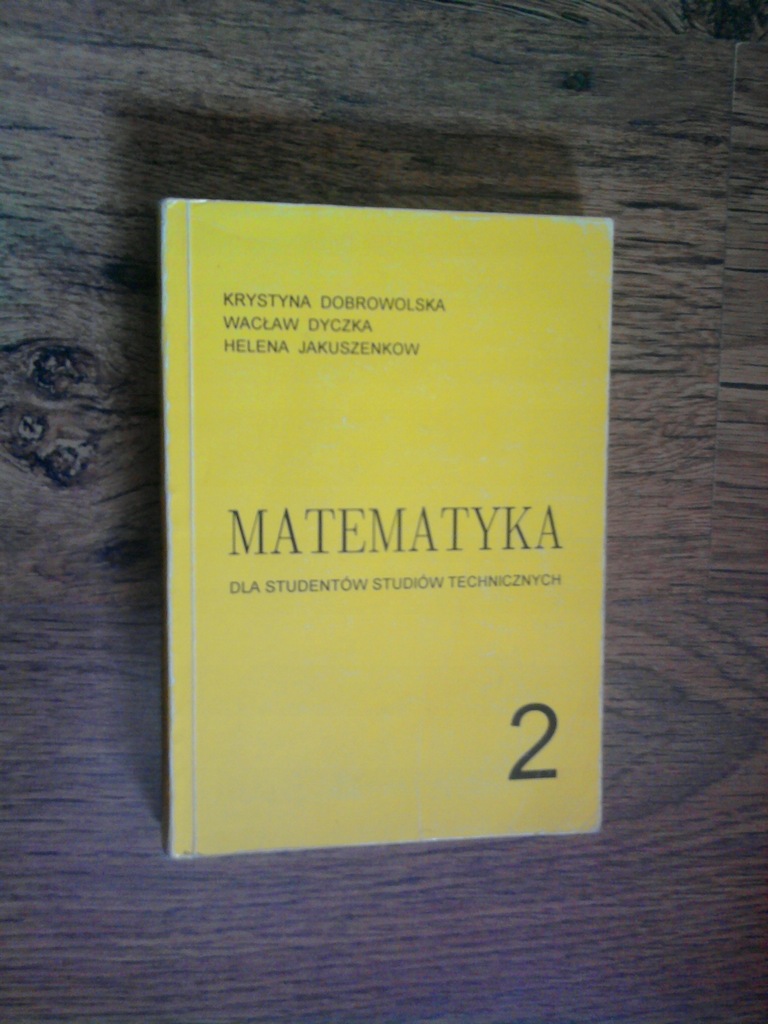 KRYSTYNA DOBROWOLSKA
WACŁAW DYCZKA
HELENA JAKUSZENKOW
MATEMATYKA
DLA STUDENTÓW STUDIÓW TECHNICZNYCH
2